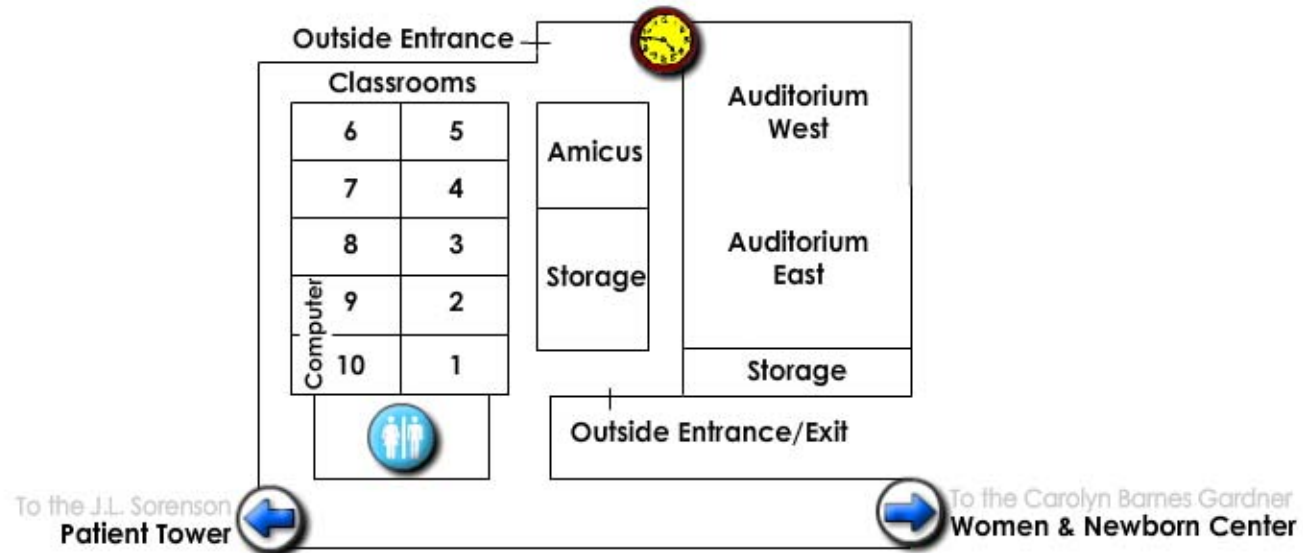 Outside Entrance
Classrooms
6 5
7 4
8 3
9 2
10 1
Computer
Amicus
Storage
Auditorium
West
Auditorium
East
Storage
Outside Entrance/Exit
To the J.L. Sorenson
Patient Tower
To the Carolyn Barnes Gardner
Women & Newborn Center